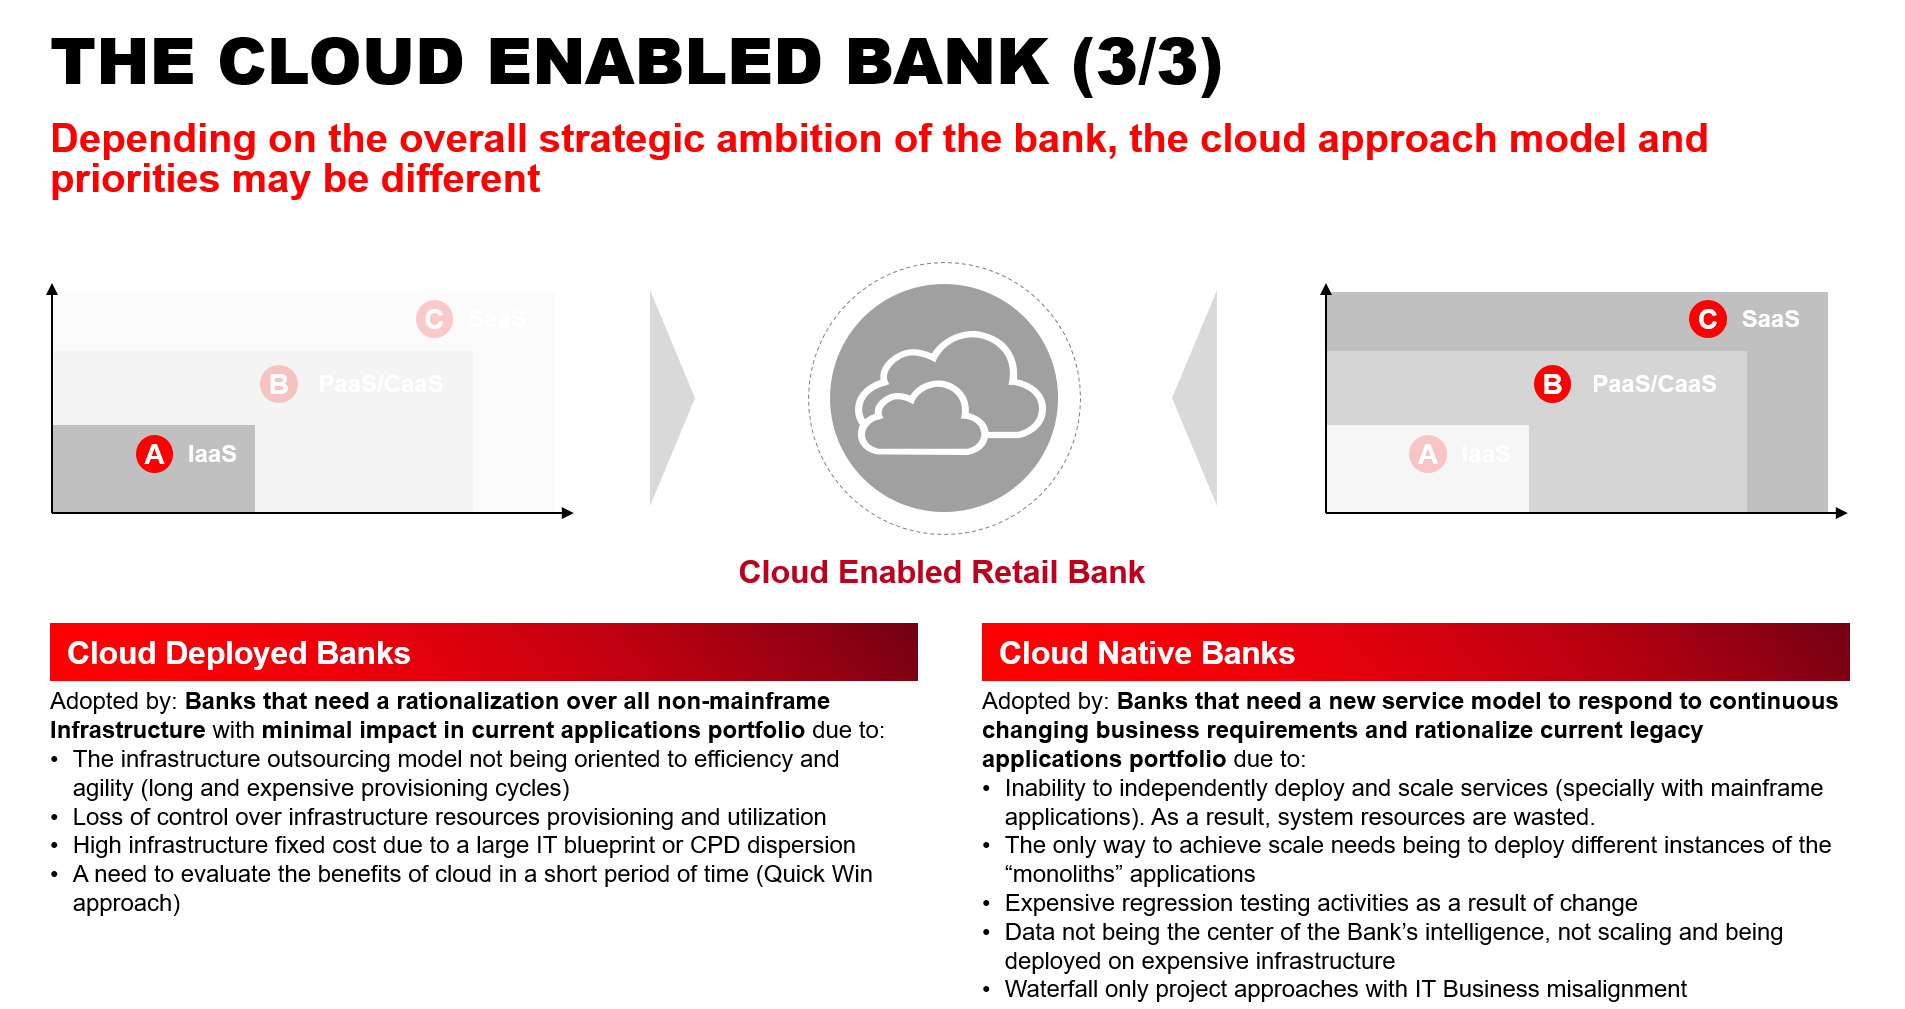 THE CLOUD ENABLED BANK (3/3)
Depending on the overall strategic ambition of the bank, the cloud approach model and
priorities may be different
C SaaS
B PaaS/CaaS
A IaaS
C SaaS
B PaaS/CaaS
A IaaS
Cloud Enabled Retail Bank
Cloud Deployed Banks
Adopted by: Banks that need a rationalization over all non-mainframe
Infrastructure with minimal impact in current applications portfolio due to:
• The infrastructure outsourcing model not being oriented to efficiency and
agility (long and expensive provisioning cycles)
• Loss of control over infrastructure resources provisioning and utilization
• High infrastructure fixed cost due to a large IT blueprint or CPD dispersion
• A need to evaluate the benefits of cloud in a short period of time (Quick Win
approach)
Cloud Native Banks
Adopted by: Banks that need a new service model to respond to continuous
changing business requirements and rationalize current legacy
applications portfolio due to:
• Inability to independently deploy and scale services (specially with mainframe
applications). As a result, system resources are wasted.
• The only way to achieve scale needs being to deploy different instances of the
“monoliths” applications
• Expensive regression testing activities as a result of change
• Data not being the center of the Bank’s intelligence, not scaling and being
deployed on expensive infrastructure
• Waterfall only project approaches with IT Business misalignment